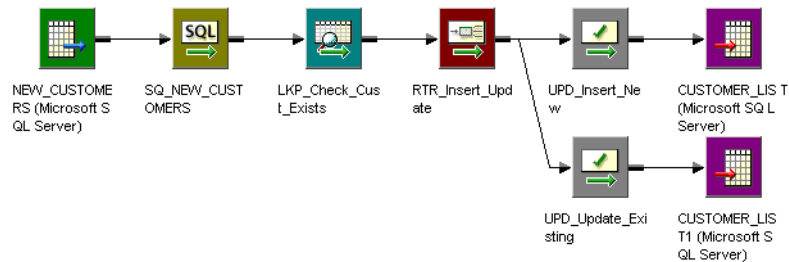 SQL
NEW_CUSTOME
RS (Microsoft S
QL Server)
SQ_NEW_CUST
OMERS
LKP_Check_Cus
t_Exists
RTR_Insert_Upd
ate
UPD_Insert_Ne
w
CUSTOMER_LIS T
(Microsoft SQ L
Server)
UPD_Update_Exi
sting
CUSTOMER_LIS
T1 (Microsoft S
QL Server)